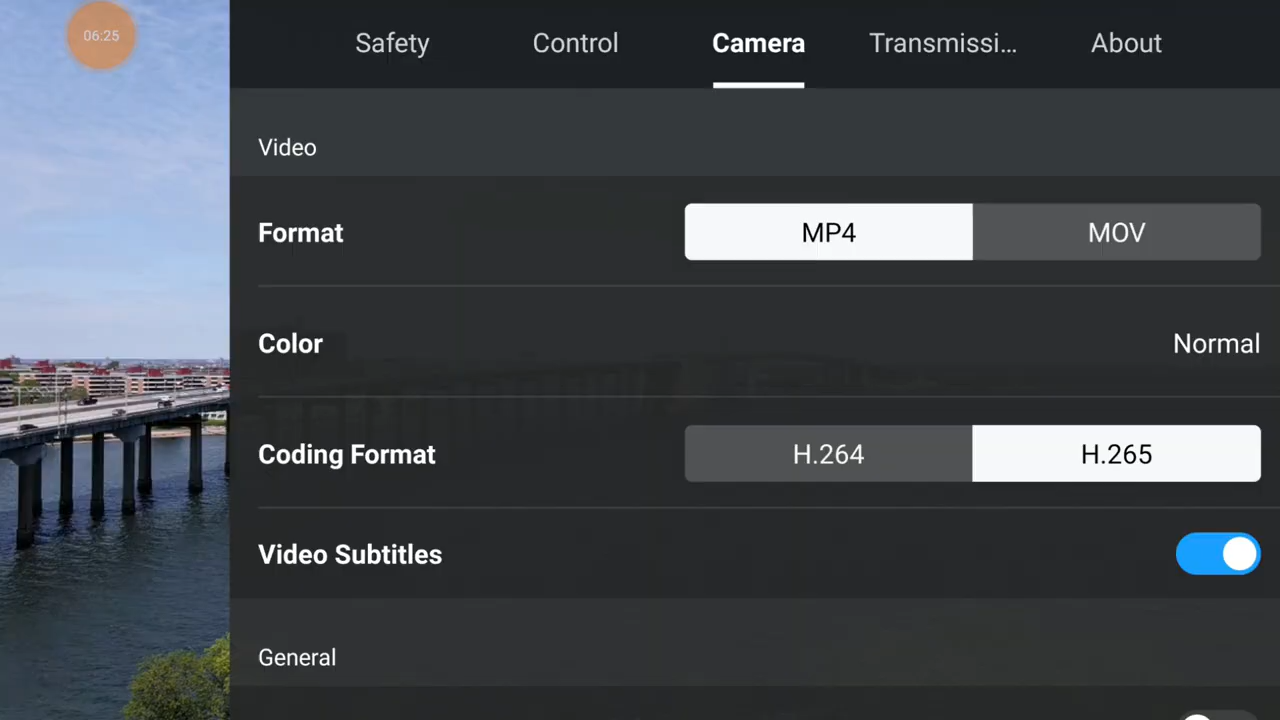 06:25
Safety Control Camera Transmissi... About
Video
Format MP4 MOV
Color Normal
Coding Format H.264 H.265
Video Subtitles
General